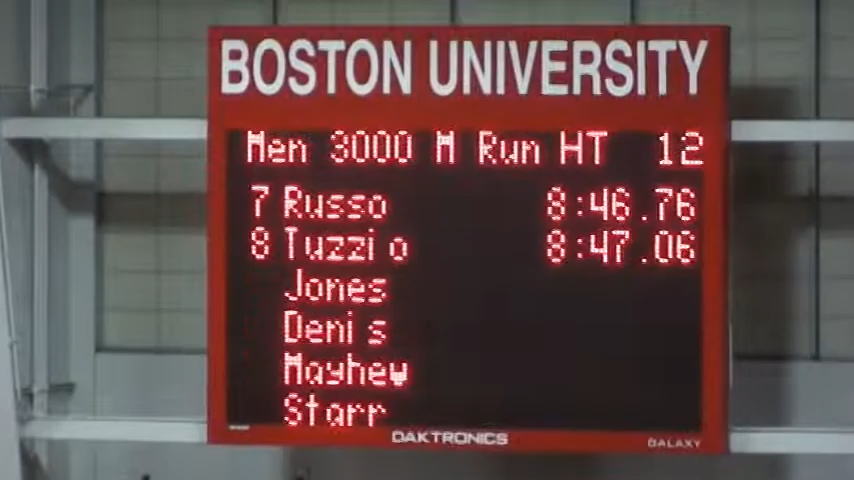 BOSTON UNIVERSITY
Men 3000 M Run HT 12
7 Russo 8:46.76
8 Tuzzio 8:47.06
Jones
Denis
Mayhew
Starr
DAKTRONICS
GALAXY